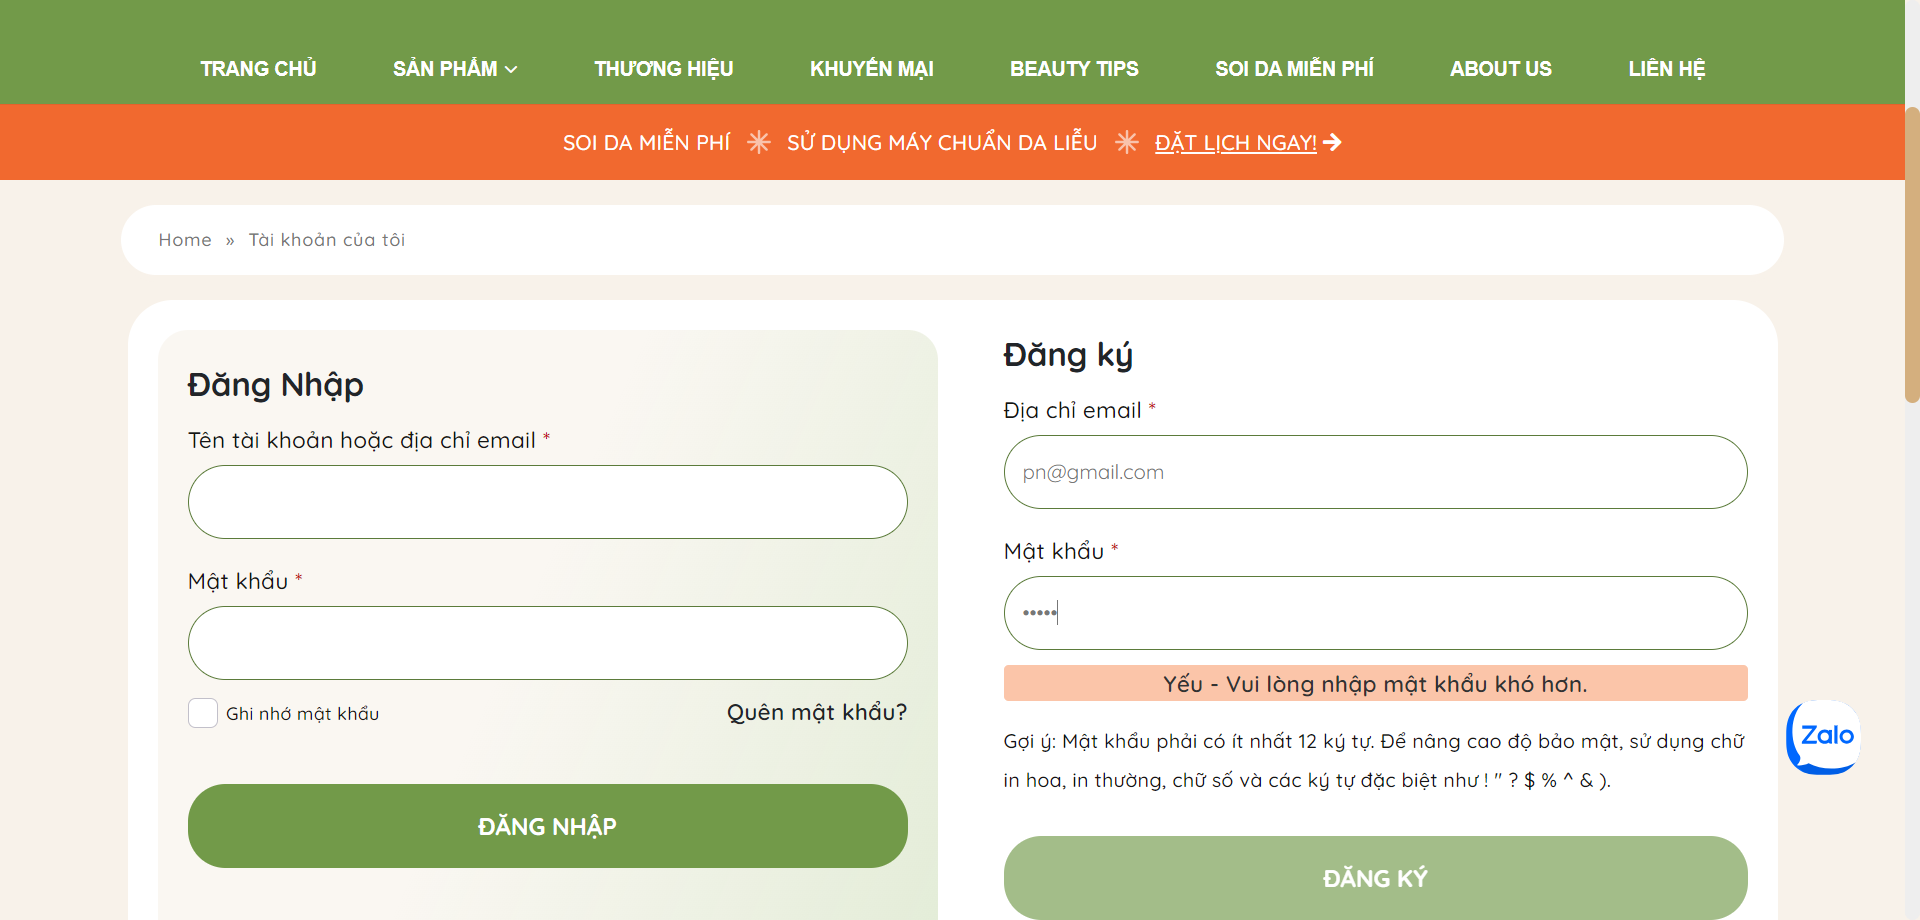 TRANG CHỦ SẢN PHẨM THƯƠNG HIỆU KHUYẾN MẠI BEAUTY TIPS SOI DA MIỄN PHÍ ABOUT US LIÊN HỆ
SOI DA MIỄN PHÍ SỬ DỤNG MÁY CHUẨN DA LIỄU ĐẶT LỊCH NGAY!
Home » Tài khoản của tôi
Đăng Nhập
Tên tài khoản hoặc địa chỉ email *
Mật khẩu *
Ghi nhớ mật khẩu
Quên mật khẩu?
ĐĂNG NHẬP
Đăng ký
Địa chỉ email *
pn@gmail.com
Mật khẩu *
•••••
Yếu - Vui lòng nhập mật khẩu khó hơn.
Gợi ý: Mật khẩu phải có ít nhất 12 ký tự. Để nâng cao độ bảo mật, sử dụng chữ
in hoa, in thường, chữ số và các ký tự đặc biệt như ! " ? $ % ^ & ).
ĐĂNG KÝ
Zalo